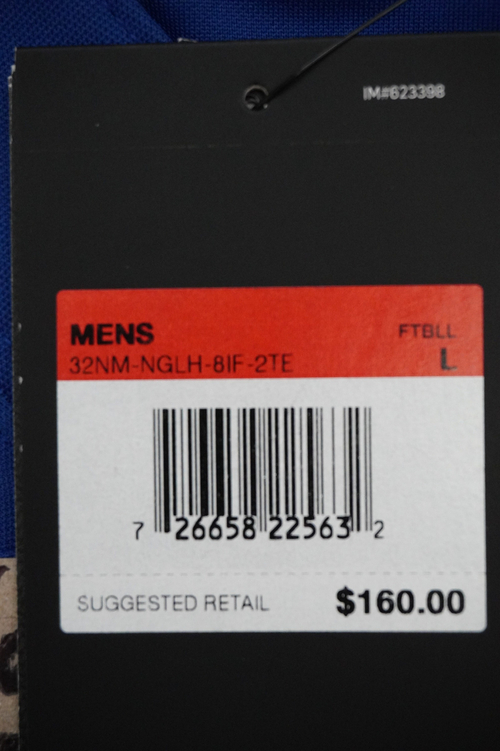 IM#623398
MENS FTBLL
32NM-NGLH-8IF-2TE L
7 26658 22563 2
SUGGESTED RETAIL $160.00